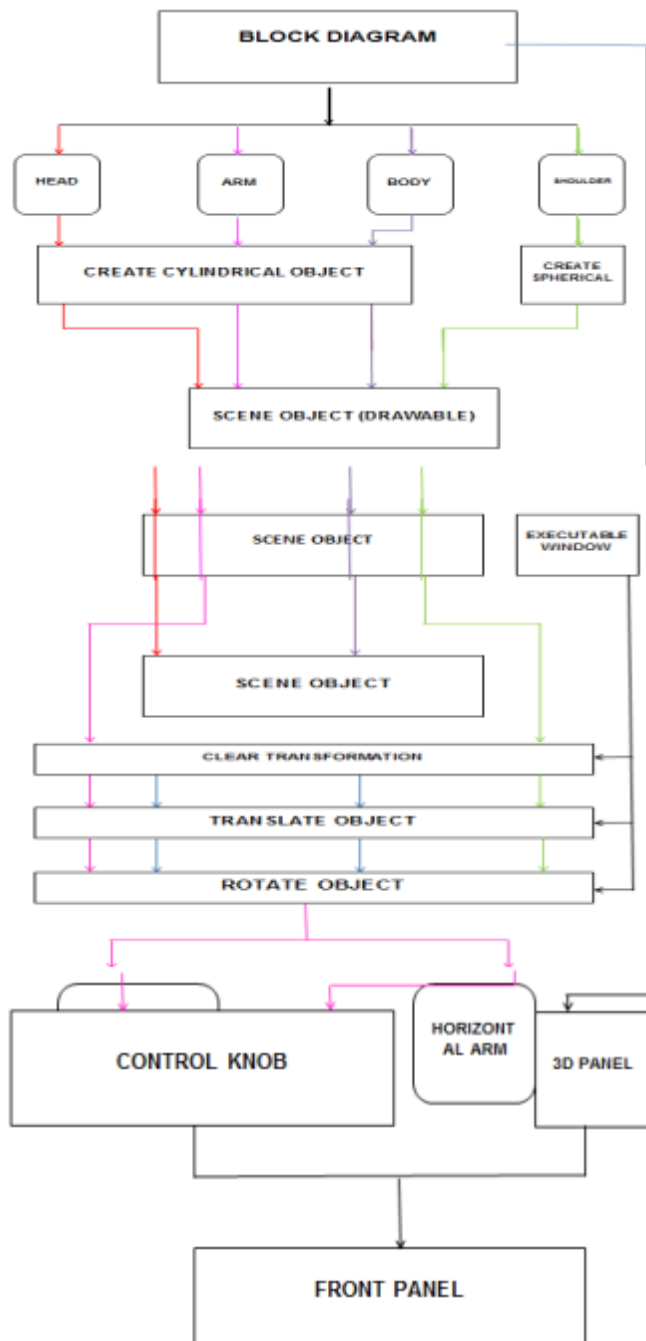 BLOCK DIAGRAM
HEAD
ARM
BODY
SHOULDER
CREATE CYLINDRICAL OBJECT
CREATE
SPHERICAL
SCENE OBJECT (DRAWABLE)
SCENE OBJECT
EXECUTABLE
WINDOW
SCENE OBJECT
CLEAR TRANSFORMATION
TRANSLATE OBJECT
ROTATE OBJECT
CONTROL KNOB
HORIZONT
AL ARM
3D PANEL
FRONT PANEL